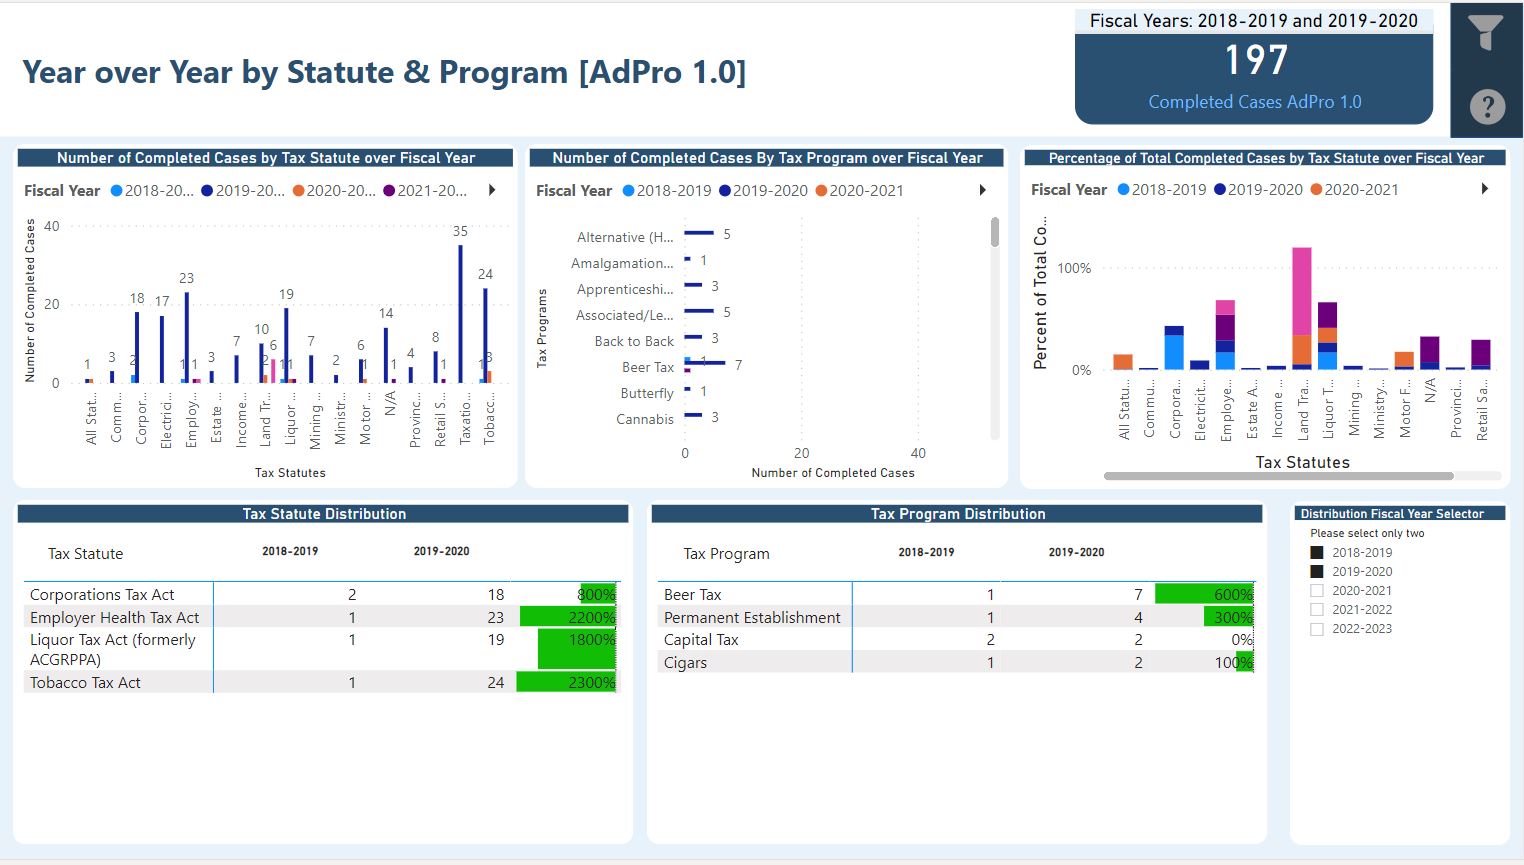 Fiscal Years: 2018-2019 and 2019-2020
Year over Year by Statute & Program [AdPro 1.0]
197
Completed Cases AdPro 1.0
?
Number of Completed Cases by Tax Statute over Fiscal Year
Fiscal Year 2018-20... 2019-20... 2020-20... 2021-20...
Number of Completed Cases
40
20
0
1
3
2
18
17
1
23
1
1
3
7
10
2
6
1
19
1
1
7
2
6
1
14
1
4
8
1
35
1
24
3
All Stat...
Comm...
Corpor...
Electrici...
Employ...
Estate ...
Income...
Land Tr...
Liquor ...
Mining ...
Ministr...
Motor ...
N/A
Provinc...
Retail S...
Taxatio...
Tobacc...
Tax Statutes
Number of Completed Cases By Tax Program over Fiscal Year
Fiscal Year 2018-2019 2019-2020 2020-2021
Tax Programs
Alternative (H... 5
Amalgamation... 1
Apprenticeshi... 3
Associated/Le... 5
Back to Back 3
Beer Tax 1 7
Butterfly 1
Cannabis 3
0 20 40
Number of Completed Cases
Percentage of Total Completed Cases by Tax Statute over Fiscal Year
Fiscal Year 2018-2019 2019-2020 2020-2021
Percent of Total Co...
100%
0%
All Statu...
Commu...
Corpora...
Electricit...
Employe...
Estate A...
Income ...
Land Tra...
Liquor T...
Mining ...
Ministry...
Motor F...
N/A
Provinci...
Retail Sa...
Tax Statutes
Tax Statute Distribution
Tax Statute 2018-2019 2019-2020
Corporations Tax Act 2 18 800%
Employer Health Tax Act 1 23 2200%
Liquor Tax Act (formerly 1 19 1800%
ACGRPPA)
Tobacco Tax Act 1 24 2300%
Tax Program Distribution
Tax Program 2018-2019 2019-2020
Beer Tax 1 7 600%
Permanent Establishment 1 4 300%
Capital Tax 2 2 0%
Cigars 1 2 100%
Distribution Fiscal Year Selector
Please select only two
2018-2019
2019-2020
2020-2021
2021-2022
2022-2023